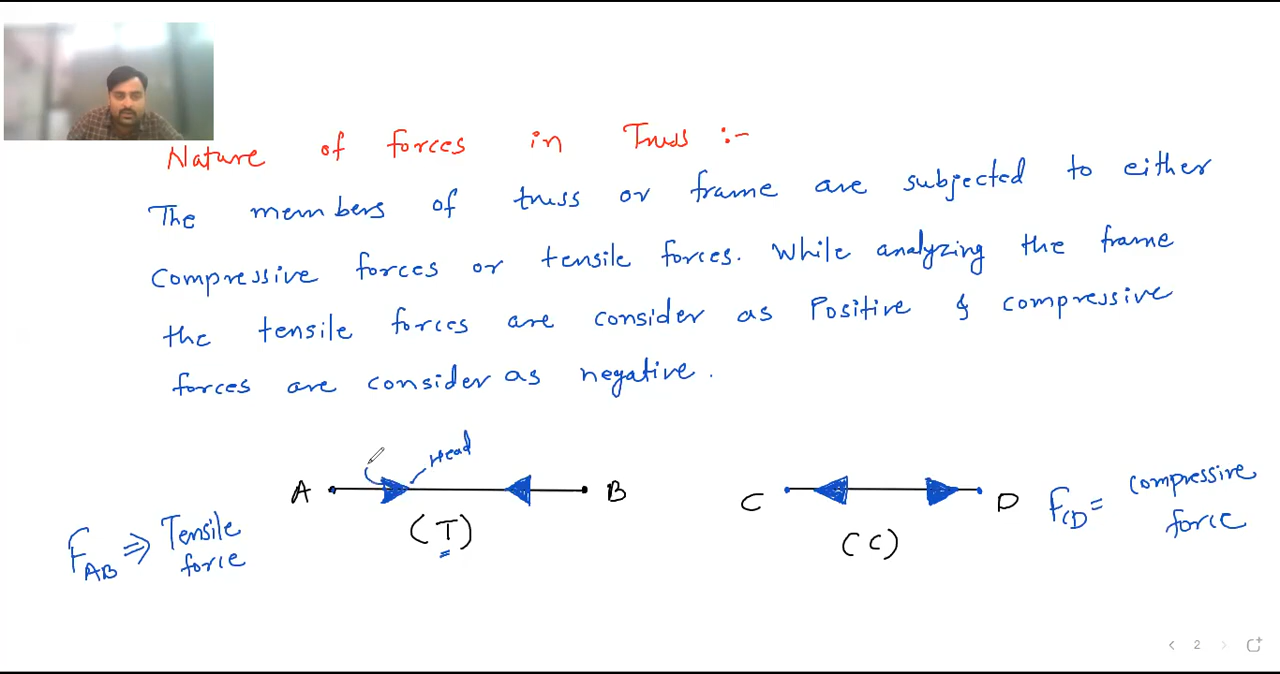 Nature of forces in Truss :-
The members of truss or frame are subjected to either
compressive forces or tensile forces. While analyzing the frame
the tensile forces are consider as Positive & compressive
forces are consider as negative.
Head
A B
(T)
F_AB ⇒ Tensile
force
C D
(C)
F_CD = compressive
force
2